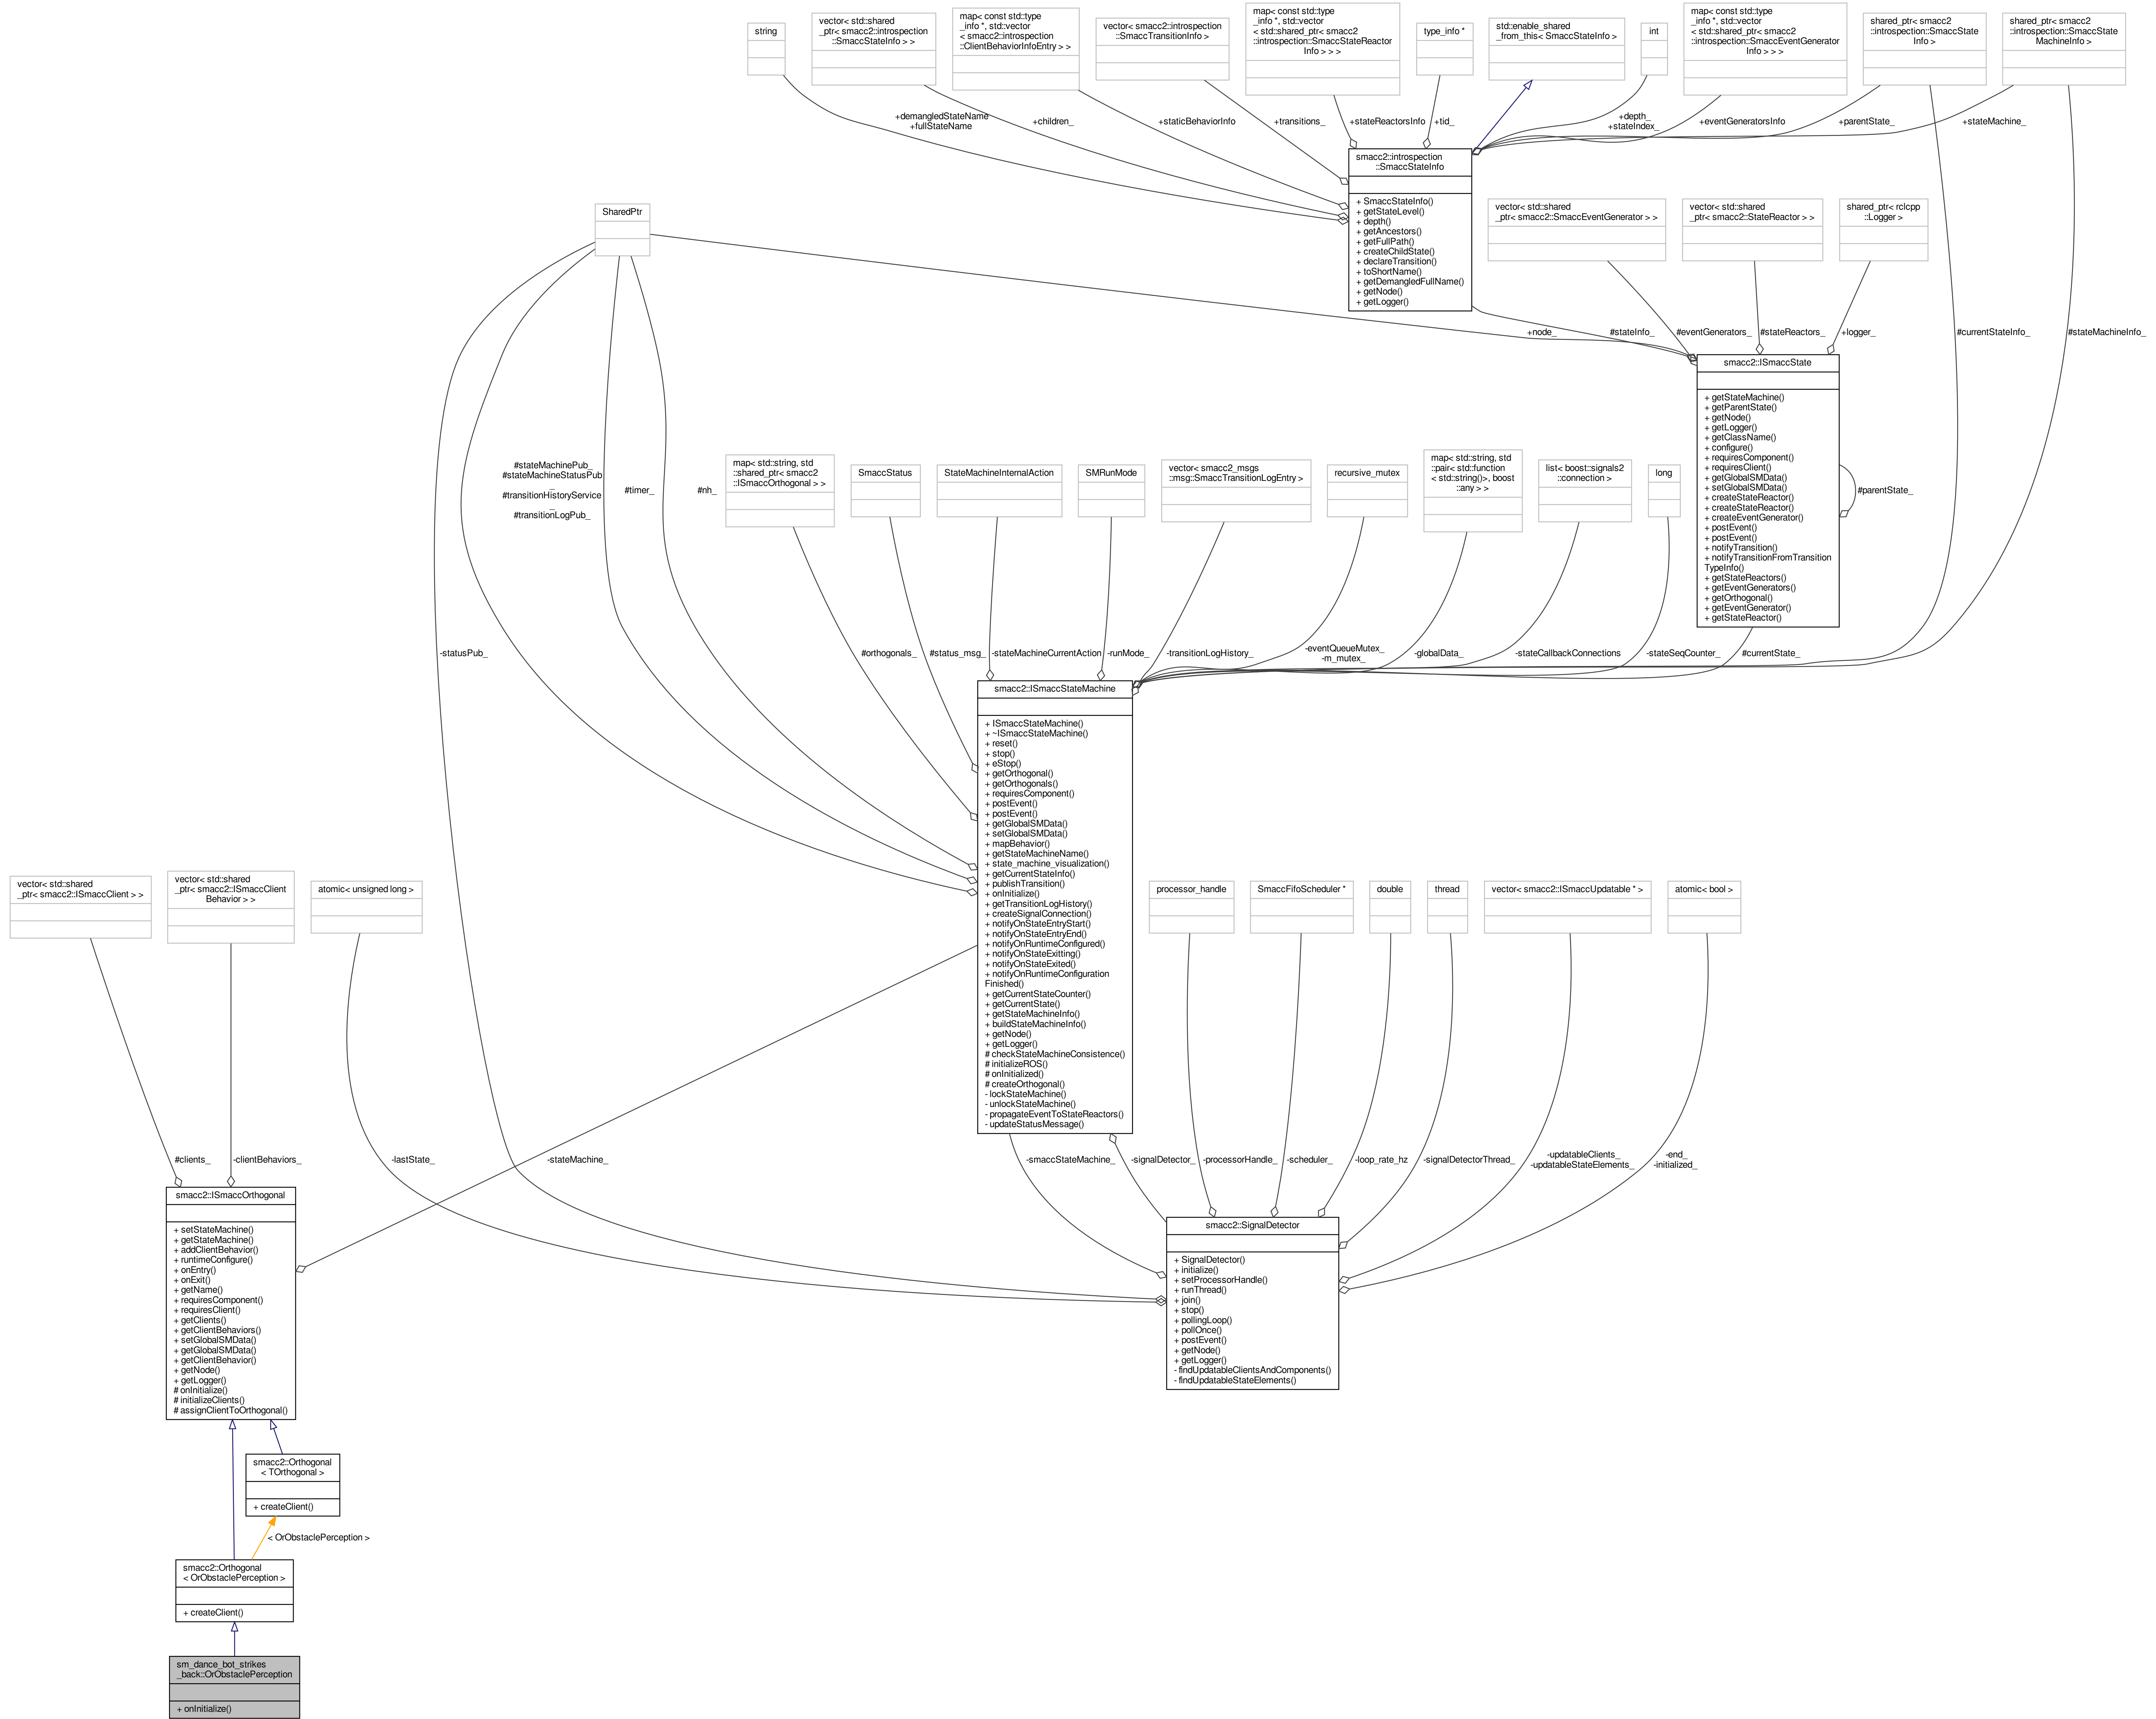 string
vector< std::shared
_ptr< smacc2::introspection
::SmaccStateInfo > >
map< const std::type
_info *, std::vector
< smacc2::introspection
::ClientBehaviorInfoEntry > >
vector< smacc2::introspection
::SmaccTransitionInfo >
map< const std::type
_info *, std::vector
< std::shared_ptr< smacc2
::introspection::SmaccStateReactor
Info > > >
type_info *
std::enable_shared
_from_this< SmaccStateInfo >
int
map< const std::type
_info *, std::vector
< std::shared_ptr< smacc2
::introspection::SmaccEventGenerator
Info > > >
shared_ptr< smacc2
::introspection::SmaccState
Info >
shared_ptr< smacc2
::introspection::SmaccState
MachineInfo >
+demangledStateName
+fullStateName
+children_
+staticBehaviorInfo
+transitions_
+stateReactorsInfo
+tid_
+depth_
+stateIndex_
+eventGeneratorsInfo
+parentState_
+stateMachine_
smacc2::introspection
::SmaccStateInfo
+ SmaccStateInfo()
+ getStateLevel()
+ depth()
+ getAncestors()
+ getFullPath()
+ createChildState()
+ declareTransition()
+ toShortName()
+ getDemangledFullName()
+ getNode()
+ getLogger()
SharedPtr
vector< std::shared
_ptr< smacc2::SmaccEventGenerator > >
vector< std::shared
_ptr< smacc2::StateReactor > >
shared_ptr< rclcpp
::Logger >
+node_
#stateInfo_
#eventGenerators_
#stateReactors_
+logger_
#currentStateInfo_
#stateMachineInfo_
smacc2::ISmaccState
+ getStateMachine()
+ getParentState()
+ getNode()
+ getLogger()
+ getClassName()
+ configure()
+ requiresComponent()
+ requiresClient()
+ getGlobalSMData()
+ setGlobalSMData()
+ createStateReactor()
+ createStateReactor()
+ createEventGenerator()
+ postEvent()
+ postEvent()
+ notifyTransition()
+ notifyTransitionFromTransition
TypeInfo()
+ getStateReactors()
+ getEventGenerators()
+ getOrthogonal()
+ getEventGenerator()
+ getStateReactor()
#parentState_
#stateMachinePub_
#stateMachineStatusPub
_
#transitionHistoryService
_
#transitionLogPub_
#timer_
#nh_
map< std::string, std
::shared_ptr< smacc2
::ISmaccOrthogonal > >
SmaccStatus
StateMachineInternalAction
SMRunMode
vector< smacc2_msgs
::msg::SmaccTransitionLogEntry >
recursive_mutex
map< std::string, std
::pair< std::function
< std::string()>, boost
::any > >
list< boost::signals2
::connection >
long
-statusPub_
#orthogonals_
#status_msg_
-stateMachineCurrentAction
-runMode_
-transitionLogHistory_
-eventQueueMutex_
-m_mutex_
-globalData_
-stateCallbackConnections
-stateSeqCounter_
#currentState_
smacc2::ISmaccStateMachine
+ ISmaccStateMachine()
+ ~ISmaccStateMachine()
+ reset()
+ stop()
+ eStop()
+ getOrthogonal()
+ getOrthogonals()
+ requiresComponent()
+ postEvent()
+ postEvent()
+ getGlobalSMData()
+ setGlobalSMData()
+ mapBehavior()
+ getStateMachineName()
+ state_machine_visualization()
+ getCurrentStateInfo()
+ publishTransition()
+ onInitialize()
+ getTransitionLogHistory()
+ createSignalConnection()
+ notifyOnStateEntryStart()
+ notifyOnStateEntryEnd()
+ notifyOnRuntimeConfigured()
+ notifyOnStateExitting()
+ notifyOnStateExited()
+ notifyOnRuntimeConfiguration
Finished()
+ getCurrentStateCounter()
+ getCurrentState()
+ getStateMachineInfo()
+ buildStateMachineInfo()
+ getNode()
+ getLogger()
# checkStateMachineConsistence()
# initializeROS()
# onInitialized()
# createOrthogonal()
- lockStateMachine()
- unlockStateMachine()
- propagateEventToStateReactors()
- updateStatusMessage()
vector< std::shared
_ptr< smacc2::ISmaccClient > >
vector< std::shared
_ptr< smacc2::ISmaccClient
Behavior > >
atomic< unsigned long >
processor_handle
SmaccFifoScheduler *
double
thread
vector< smacc2::ISmaccUpdatable * >
atomic< bool >
#clients_
-clientBehaviors_
-lastState_
-stateMachine_
-smaccStateMachine_
-signalDetector_
-processorHandle_
-scheduler_
-loop_rate_hz
-signalDetectorThread_
-updatableClients_
-updatableStateElements_
-end_
-initialized_
smacc2::ISmaccOrthogonal
+ setStateMachine()
+ getStateMachine()
+ addClientBehavior()
+ runtimeConfigure()
+ onEntry()
+ onExit()
+ getName()
+ requiresComponent()
+ requiresClient()
+ getClients()
+ getClientBehaviors()
+ setGlobalSMData()
+ getGlobalSMData()
+ getClientBehavior()
+ getNode()
+ getLogger()
# onInitialize()
# initializeClients()
# assignClientToOrthogonal()
smacc2::SignalDetector
+ SignalDetector()
+ initialize()
+ setProcessorHandle()
+ runThread()
+ join()
+ stop()
+ pollingLoop()
+ pollOnce()
+ postEvent()
+ getNode()
+ getLogger()
- findUpdatableClientsAndComponents()
- findUpdatableStateElements()
smacc2::Orthogonal
< TOrthogonal >
+ createClient()
< OrObstaclePerception >
smacc2::Orthogonal
< OrObstaclePerception >
+ createClient()
sm_dance_bot_strikes
_back::OrObstaclePerception
+ onInitialize()